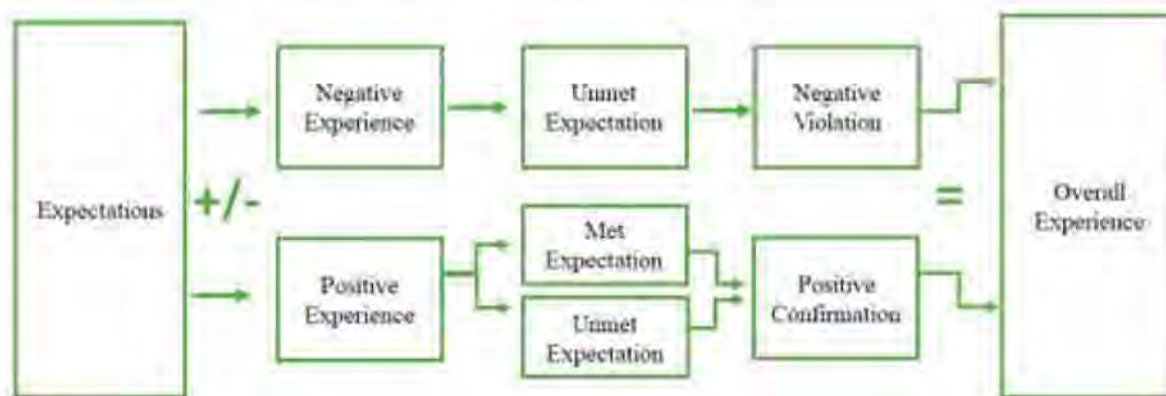 Expectations
+/-
Negative
Experience
Unmet
Expectation
Negative
Violation
Positive
Experience
Met
Expectation
Unmet
Expectation
Positive
Confirmation
=
Overall
Experience